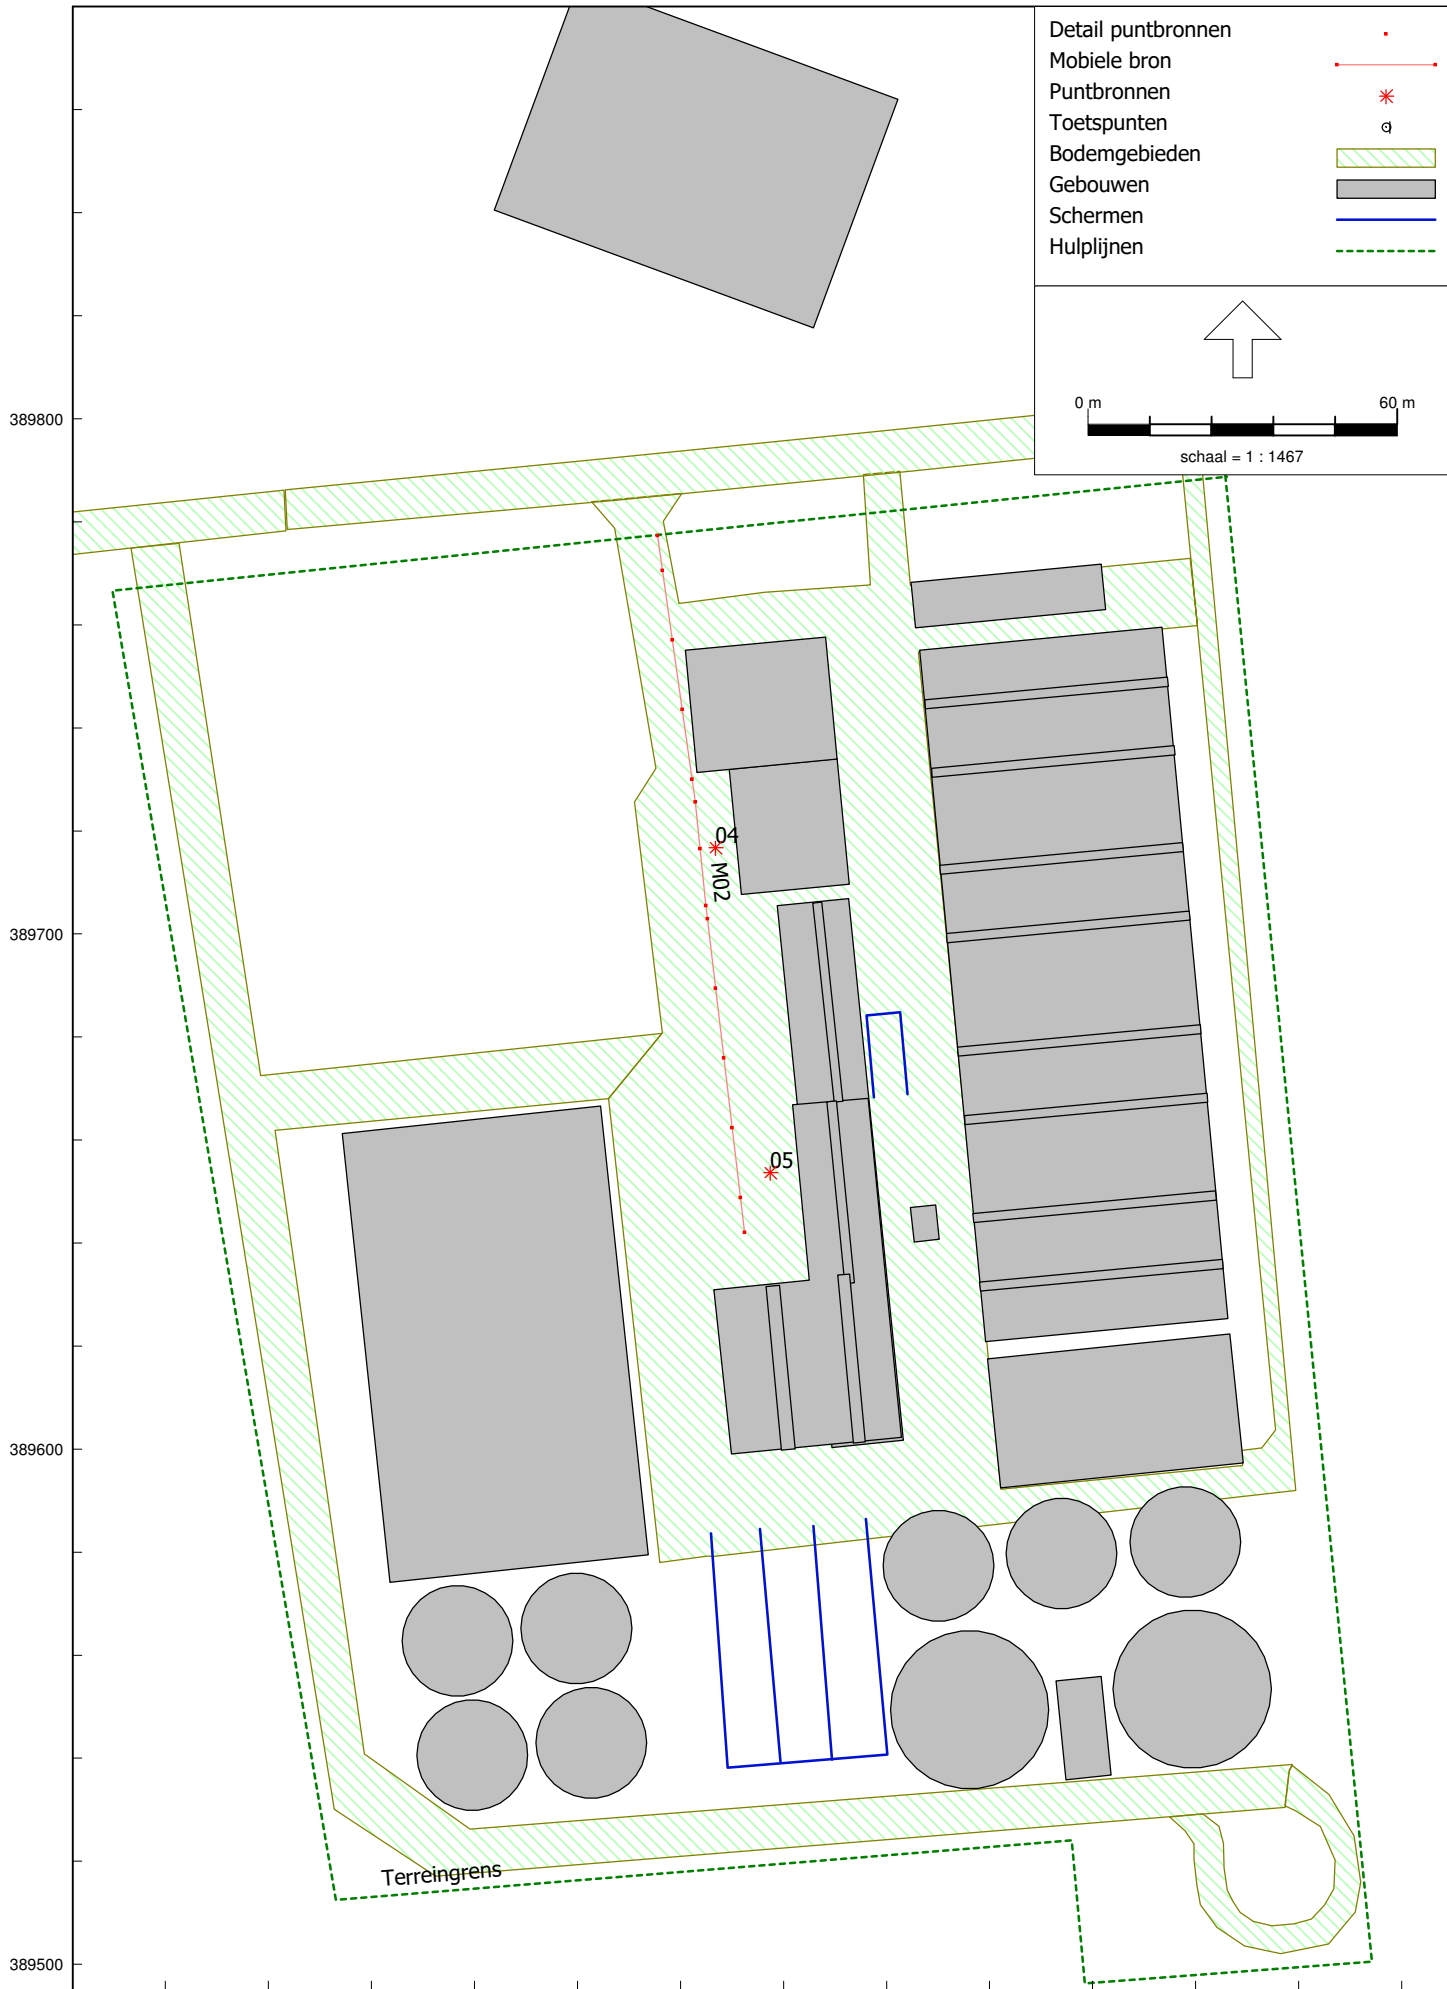 Detail puntbronnen
Mobiele bron
Puntbronnen
Toetspunten
Bodemgebieden
Gebouwen
Schermen
Hulplijnen
0 m
60 m
schaal = 1 : 1467
389800
04
M02
389700
05
389600
Terreingrens
389500